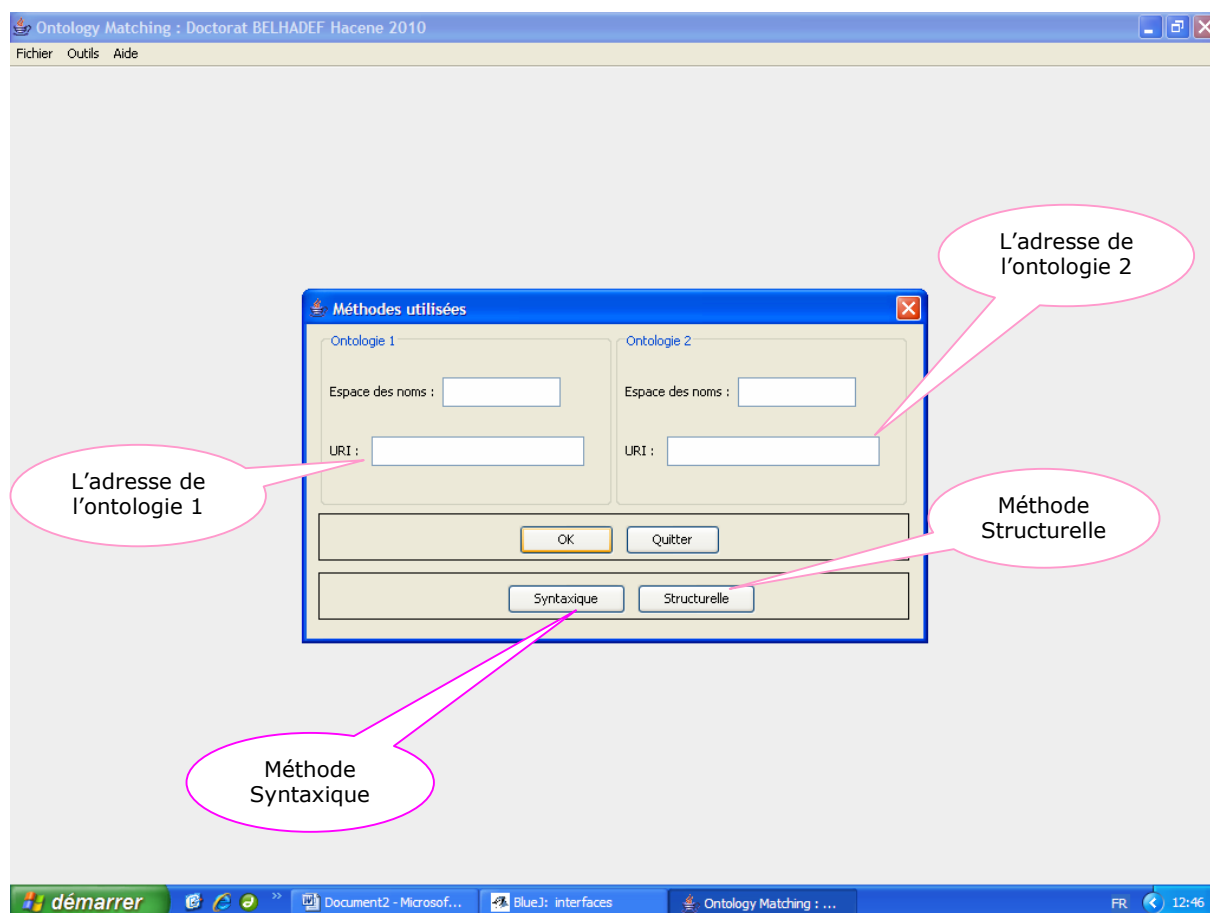 Ontology Matching : Doctorat BELHADEF Hacene 2010
Fichier Outils Aide
L'adresse de
l'ontologie 2
Méthodes utilisées
Ontologie 1
Ontologie 2
Espace des noms :
Espace des noms :
URI :
URI :
L'adresse de
l'ontologie 1
Méthode
Structurelle
OK
Quitter
Syntaxique
Structurelle
Méthode
Syntaxique
démarrer
Document2 - Microsof...
BlueJ: interfaces
Ontology Matching : ...
FR
12:46